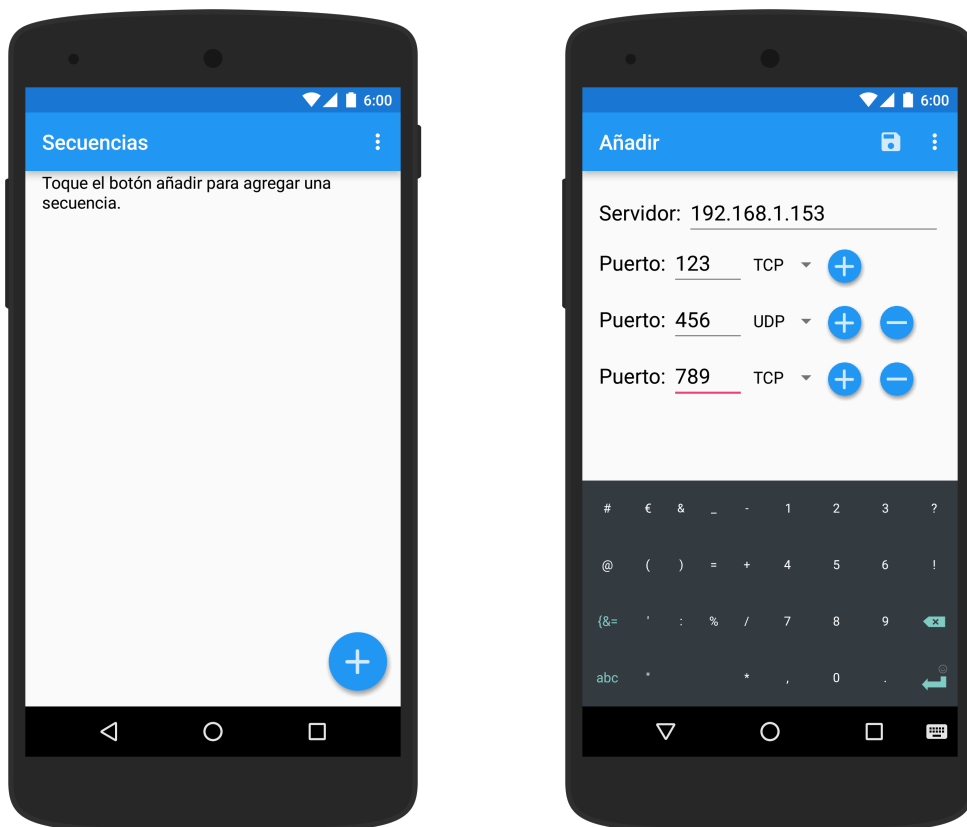 6:00
Secuencias
Toque el botón añadir para agregar una
secuencia.
6:00
Añadir
Servidor: 192.168.1.153
Puerto: 123 TCP
Puerto: 456 UDP
Puerto: 789 TCP
# € & _ - 1 2 3 ?
@ ( ) = + 4 5 6 !
{&= ' : % / 7 8 9
abc " * , 0 .